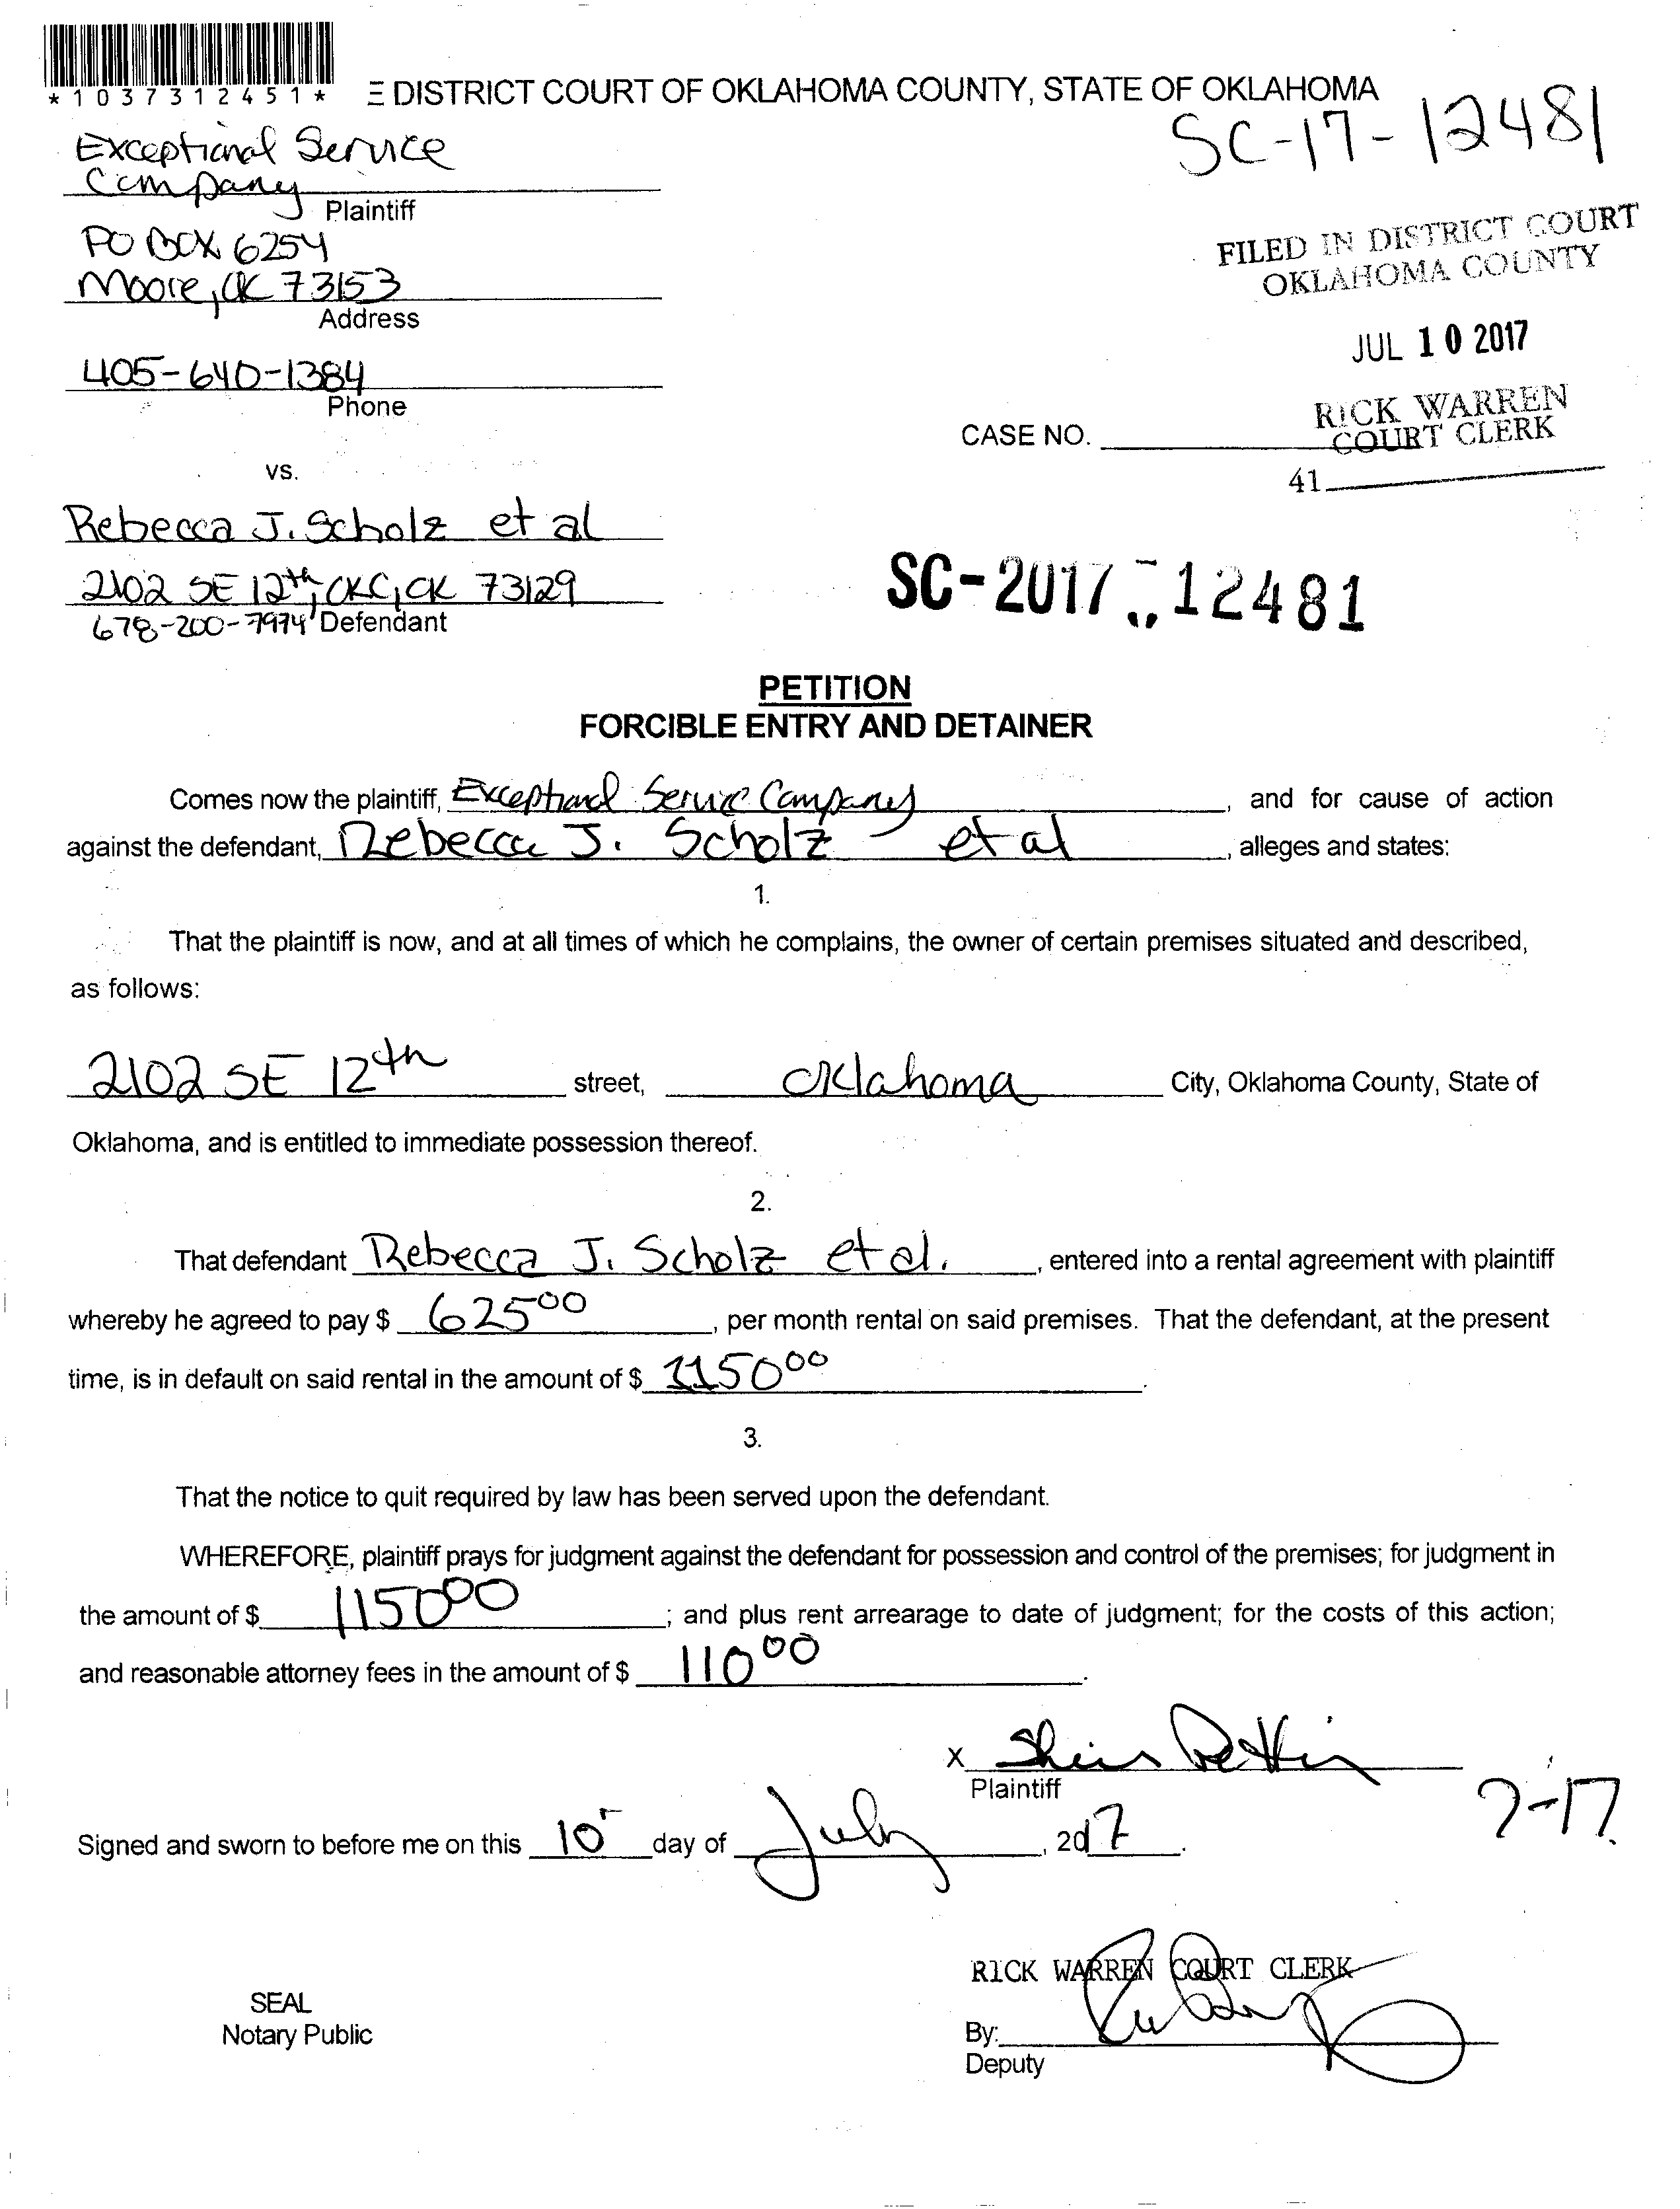 *1037312451*
E DISTRICT COURT OF OKLAHOMA COUNTY, STATE OF OKLAHOMA
SC-17-12481
Exceptional Service
Company
Plaintiff
PO Box 6254
Moore, OK 73153
Address
405-640-1384
Phone
FILED IN DISTRICT COURT
OKLAHOMA COUNTY
JUL 10 2017
RICK WARREN
COURT CLERK
CASE NO.
41
vs.
Rebecca J. Scholz et al
2102 SE 12th, OKC, OK 73129
678-200-7974 Defendant
SC-2017-12481
PETITION
FORCIBLE ENTRY AND DETAINER
Comes now the plaintiff, Exceptional Service Company, and for cause of action
against the defendant, Rebecca J. Scholz et al, alleges and states:
1.
That the plaintiff is now, and at all times of which he complains, the owner of certain premises situated and described,
as follows:
2102 SE 12th street, Oklahoma City, Oklahoma County, State of
Oklahoma, and is entitled to immediate possession thereof.
2.
That defendant Rebecca J. Scholz et al., entered into a rental agreement with plaintiff
whereby he agreed to pay $ 625 00, per month rental on said premises. That the defendant, at the present
time, is in default on said rental in the amount of $ 1150 00.
3.
That the notice to quit required by law has been served upon the defendant.
WHEREFORE, plaintiff prays for judgment against the defendant for possession and control of the premises; for judgment in
the amount of $ 1150 00; and plus rent arrearage to date of judgment; for the costs of this action;
and reasonable attorney fees in the amount of $ 110 00.
X
Plaintiff
7-17
Signed and sworn to before me on this 10 day of July, 2017.
RICK WARREN COURT CLERK
SEAL
Notary Public
By:
Deputy